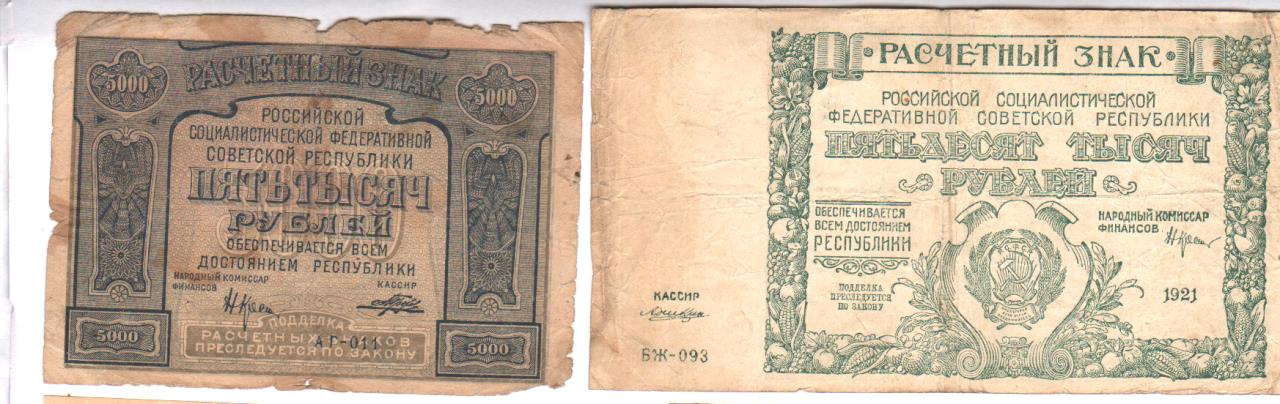 РАСЧЕТНЫЙ ЗНАК
5000
5000
РОССИЙСКОЙ
СОЦИАЛИСТИЧЕСКОЙ ФЕДЕРАТИВНОЙ
СОВЕТСКОЙ РЕСПУБЛИКИ
ПЯТЬ ТЫСЯЧ
РУБЛЕЙ
ОБЕСПЕЧИВАЕТСЯ ВСЕМ
ДОСТОЯНИЕМ РЕСПУБЛИКИ
НАРОДНЫЙ КОМИССАР
ФИНАНСОВ
КАССИР
ПОДДЕЛКА
РАСЧЕТНЫХ ЗНАКОВ
ПРЕСЛЕДУЕТСЯ ПО ЗАКОНУ
АГ-011
5000
5000
РАСЧЕТНЫЙ ЗНАК
РОССИЙСКОЙ СОЦИАЛИСТИЧЕСКОЙ
ФЕДЕРАТИВНОЙ СОВЕТСКОЙ РЕСПУБЛИКИ
ПЯТЬДЕСЯТ ТЫСЯЧ
РУБЛЕЙ
ОБЕСПЕЧИВАЕТСЯ
ВСЕМ ДОСТОЯНИЕМ
РЕСПУБЛИКИ
НАРОДНЫЙ КОМИССАР
ФИНАНСОВ
ПОДДЕЛКА
ПРЕСЛЕДУЕТСЯ
ПО ЗАКОНУ
1921
КАССИР
БЖ-093